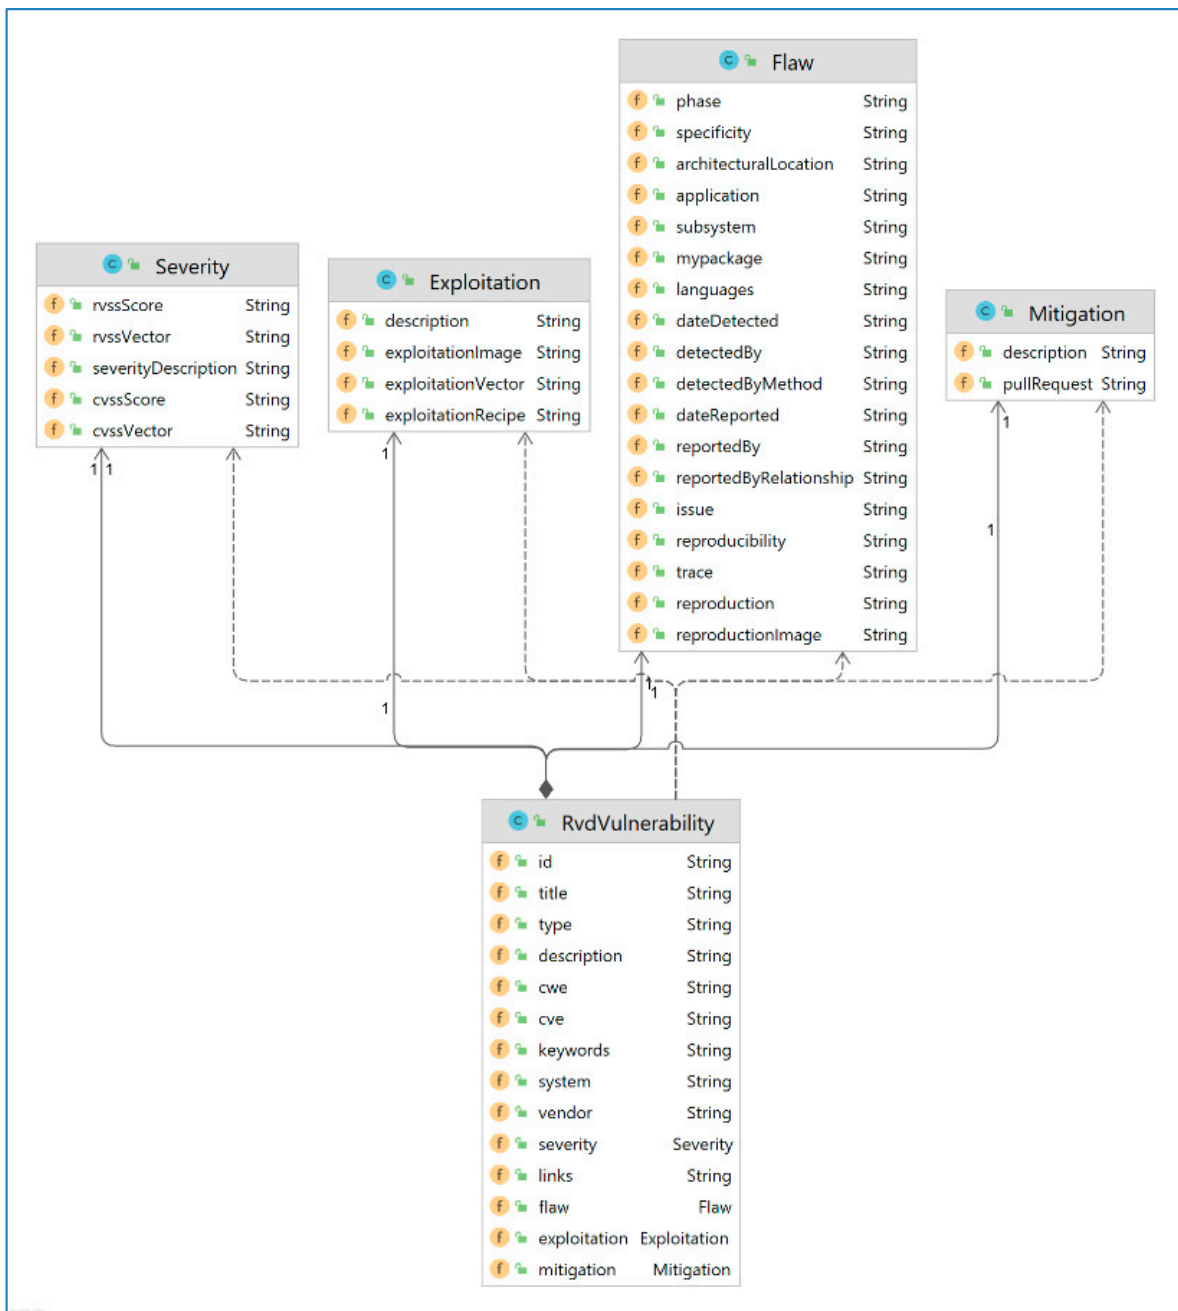 Flaw
phase String
specificity String
architecturalLocation String
application String
subsystem String
mypackage String
languages String
dateDetected String
detectedBy String
detectedByMethod String
dateReported String
reportedBy String
reportedByRelationship String
issue String
reproducibility String
trace String
reproduction String
reproductionImage String
Severity
rvssScore String
rvssVector String
severityDescription String
cvssScore String
cvssVector String
Exploitation
description String
exploitationImage String
exploitationVector String
exploitationRecipe String
Mitigation
description String
pullRequest String
1 1
1
1
1
1
1
1
RvdVulnerability
id String
title String
type String
description String
cwe String
cve String
keywords String
system String
vendor String
severity Severity
links String
flaw Flaw
exploitation Exploitation
mitigation Mitigation